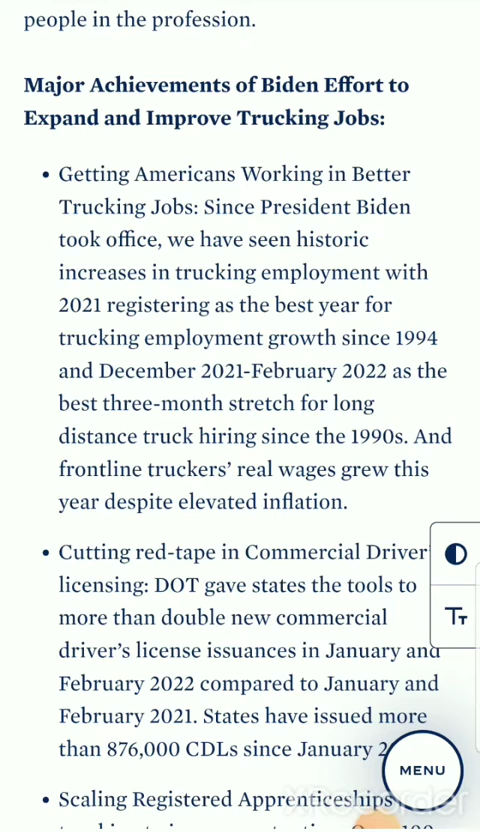 people in the profession.
Major Achievements of Biden Effort to
Expand and Improve Trucking Jobs:
• Getting Americans Working in Better
Trucking Jobs: Since President Biden
took office, we have seen historic
increases in trucking employment with
2021 registering as the best year for
trucking employment growth since 1994
and December 2021-February 2022 as the
best three-month stretch for long
distance truck hiring since the 1990s. And
frontline truckers’ real wages grew this
year despite elevated inflation.
• Cutting red-tape in Commercial Driver
licensing: DOT gave states the tools to
more than double new commercial
driver’s license issuances in January and
February 2022 compared to January and
February 2021. States have issued more
than 876,000 CDLs since January 2
MENU
• Scaling Registered Apprenticeships
XRecorder